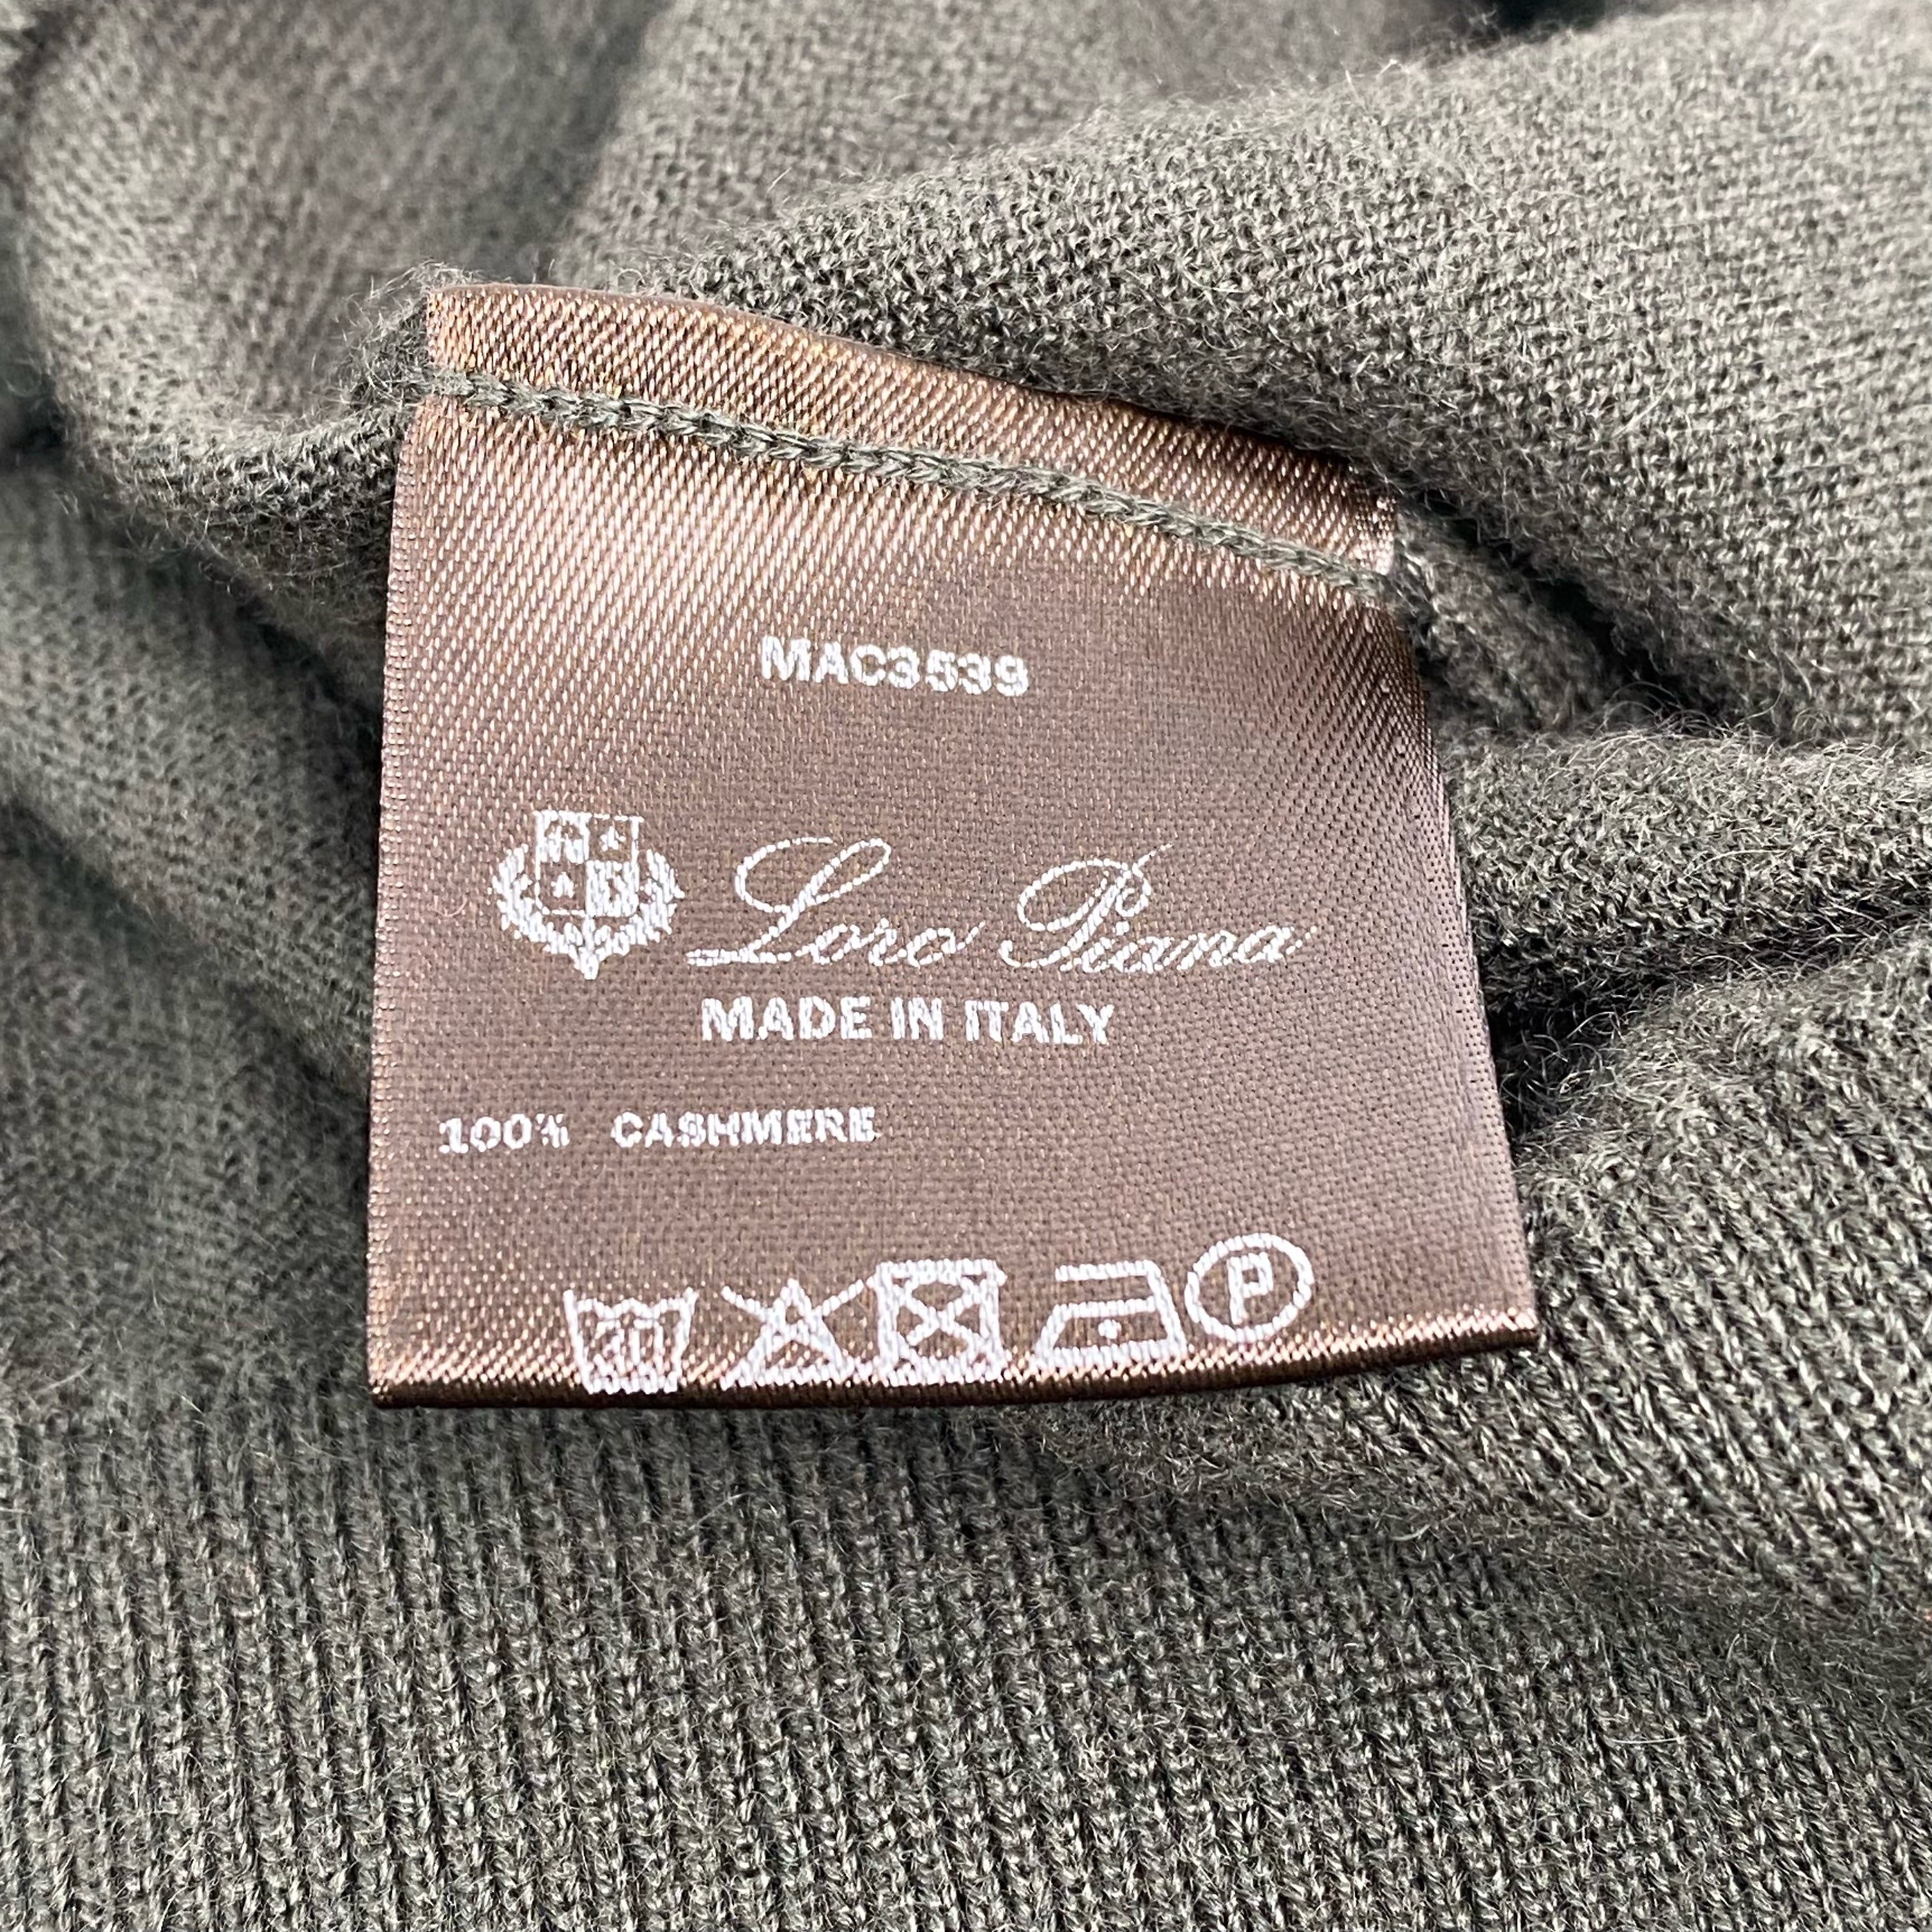 MAC3539
Loro Piana
MADE IN ITALY
100% CASHMERE
P